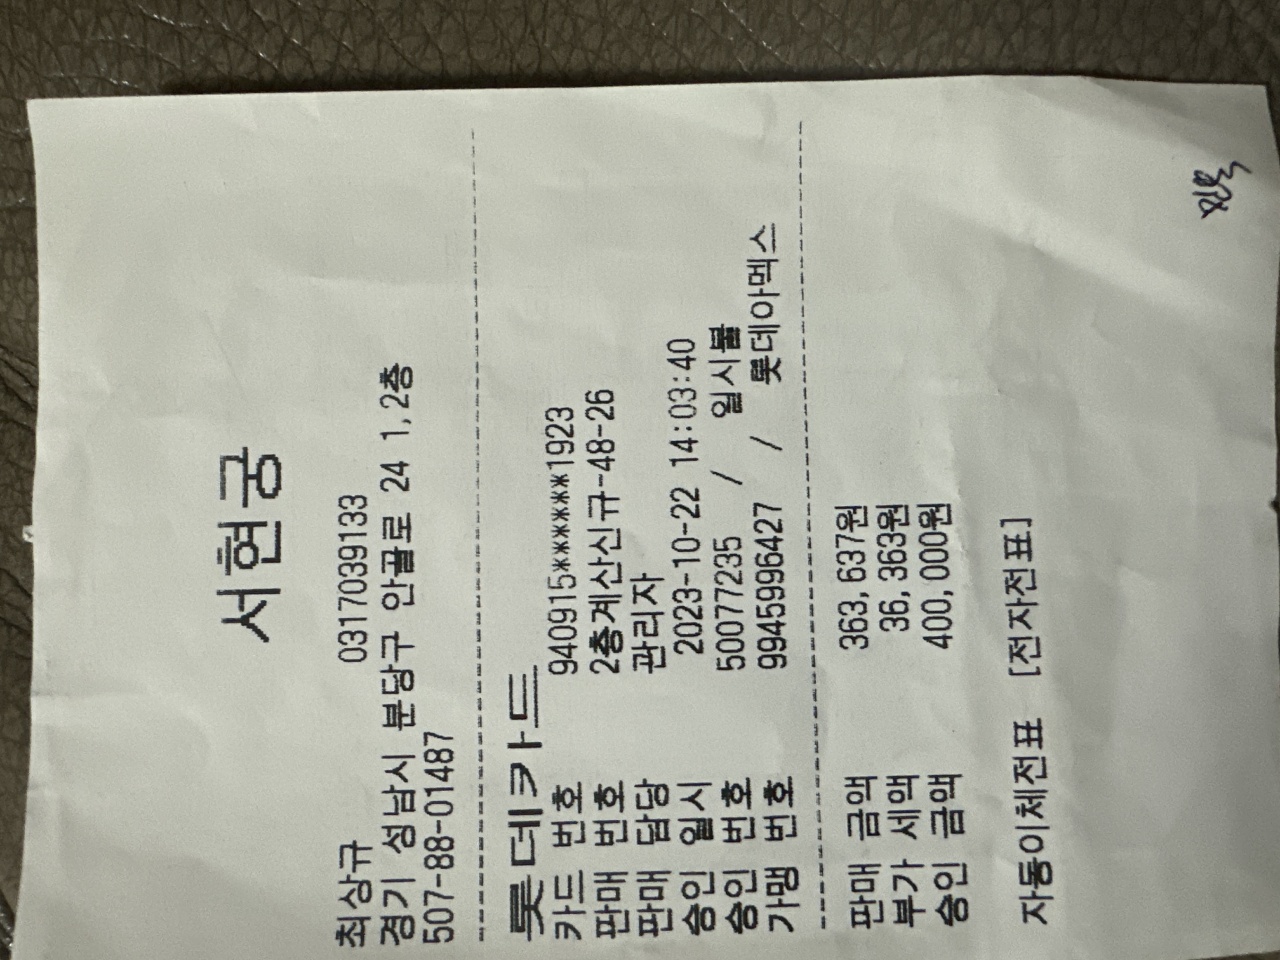 서현궁
최상규 0317039133
경기 성남시 분당구 안골로 24 1,2층
507-88-01487
롯데카드
카드 번호 940915******1923
판매 번호 2층계산신규-48-26
판매 담당 관리자
승인 일시 2023-10-22 14:03:40
승인 번호 50077235 / 일시불
가맹 번호 9945996427 / 롯데아멕스
판매 금액 363,637원
부가 세액 36,363원
승인 금액 400,000원
자동이체전표 [전자전표]